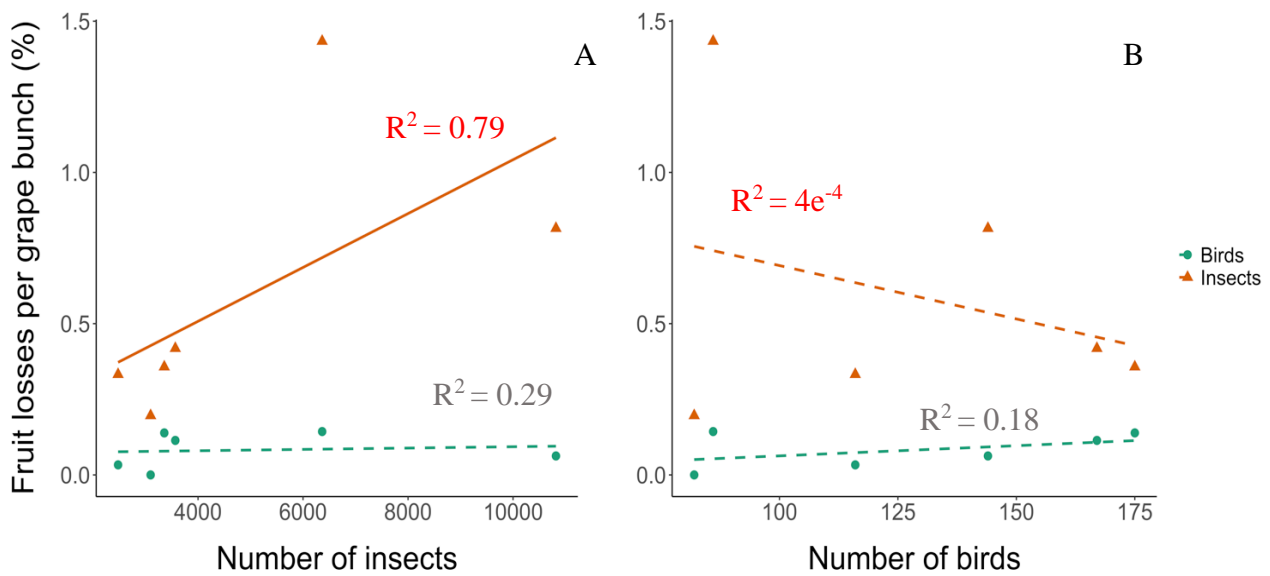 Fruit losses per grape bunch (%)
1.5
1.0
0.5
0.0
A
R² = 0.79
R² = 0.29
4000 6000 8000 10000
Number of insects
1.5
1.0
0.5
0.0
B
R² = 4e⁻⁴
R² = 0.18
100 125 150 175
Number of birds
Birds
Insects